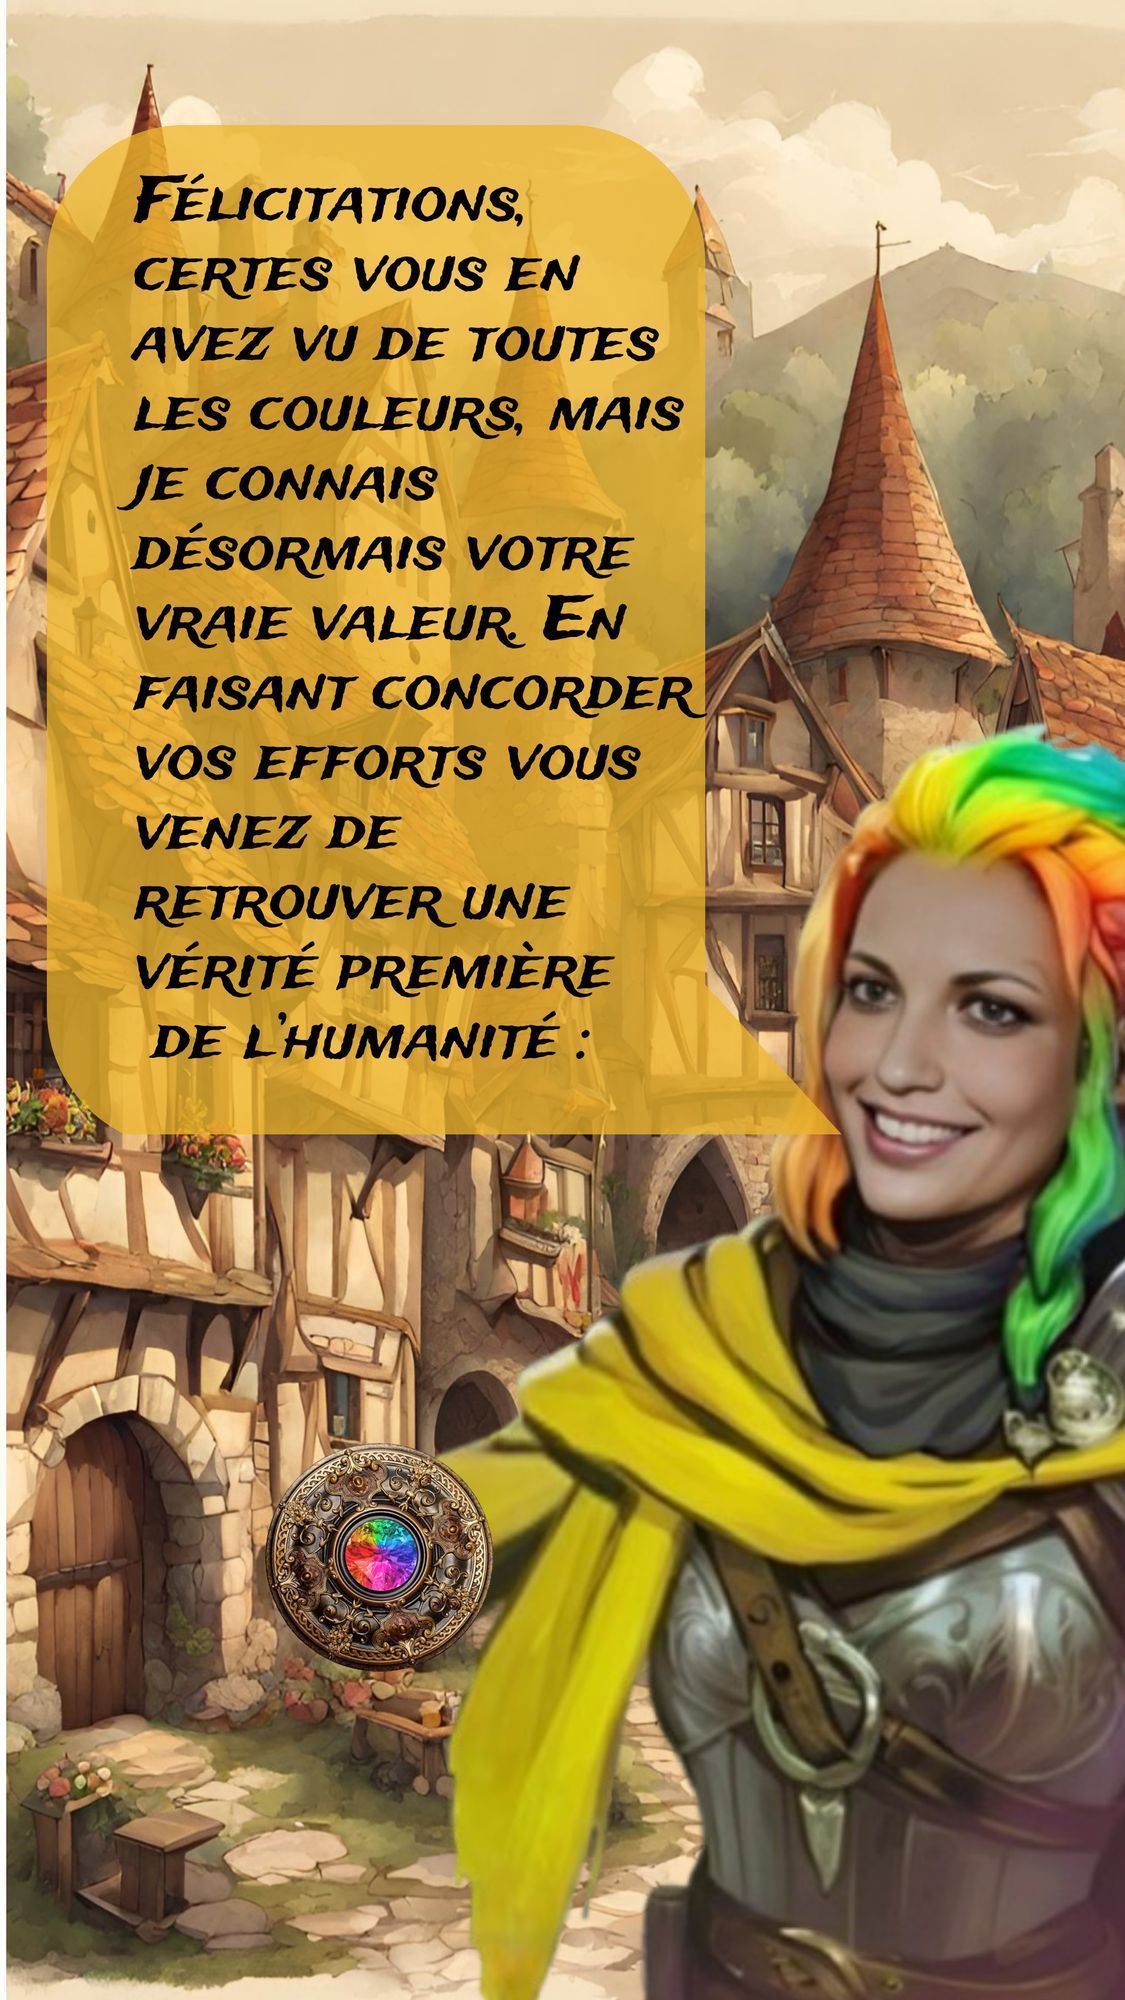 Félicitations,
certes vous en
avez vu de toutes
les couleurs, mais
je connais
désormais votre
vraie valeur. En
faisant concorder
vos efforts vous
venez de
retrouver une
vérité première
de l'humanité :